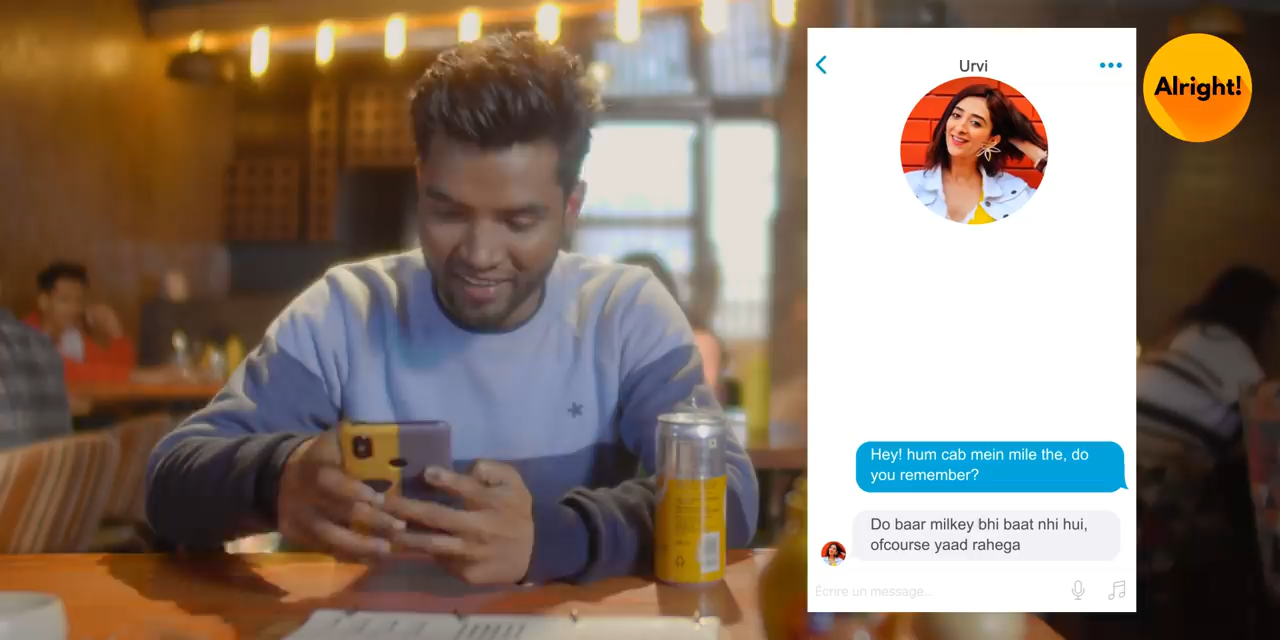 Urvi
Alright!
Hey! hum cab mein mile the, do
you remember?
Do baar milkey bhi baat nhi hui,
ofcourse yaad rahega
Écrire un message...